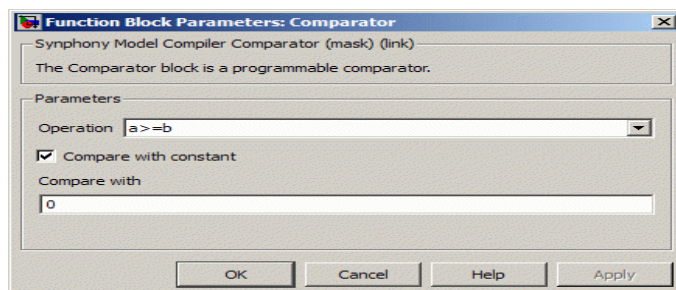 Function Block Parameters: Comparator
Synphony Model Compiler Comparator (mask) (link)
The Comparator block is a programmable comparator.
Parameters
Operation a>=b
Compare with constant
Compare with
0
OK Cancel Help Apply